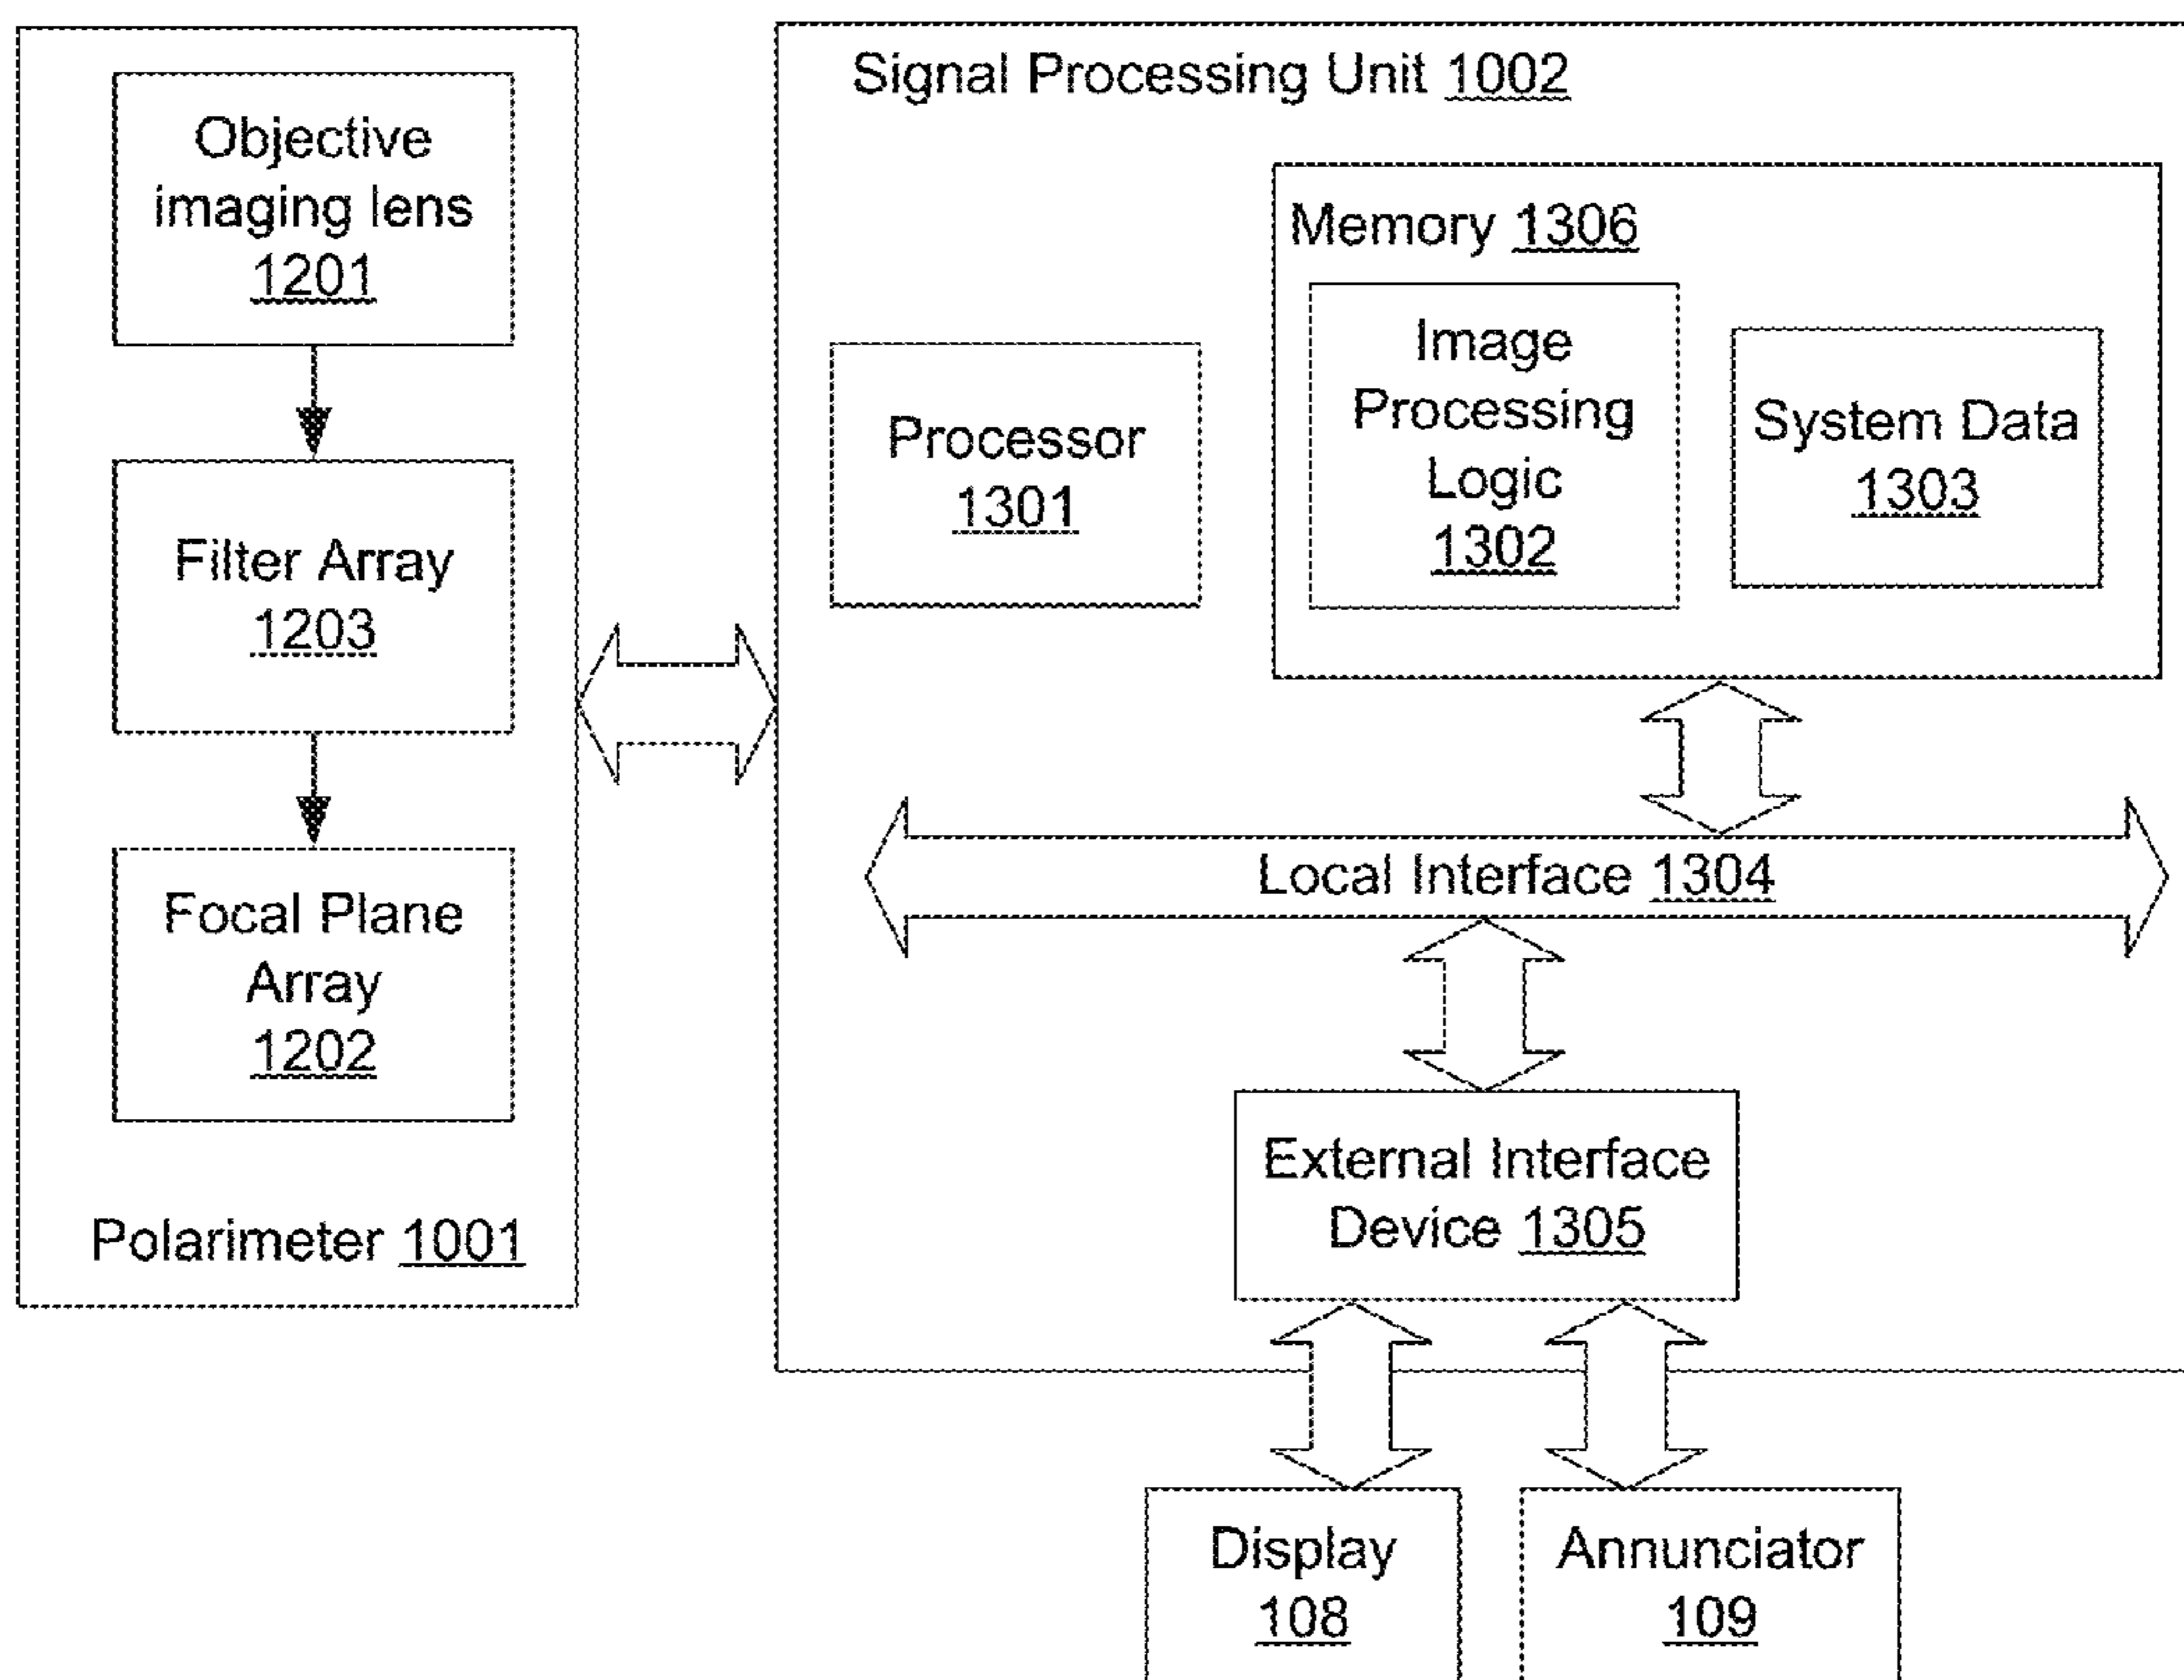 Objective
imaging lens
1201
Filter Array
1203
Focal Plane
Array
1202
Polarimeter 1001
Signal Processing Unit 1002
Memory 1306
Image
Processing
Logic
1302
System Data
1303
Processor
1301
Local Interface 1304
External Interface
Device 1305
Display
108
Annunciator
109